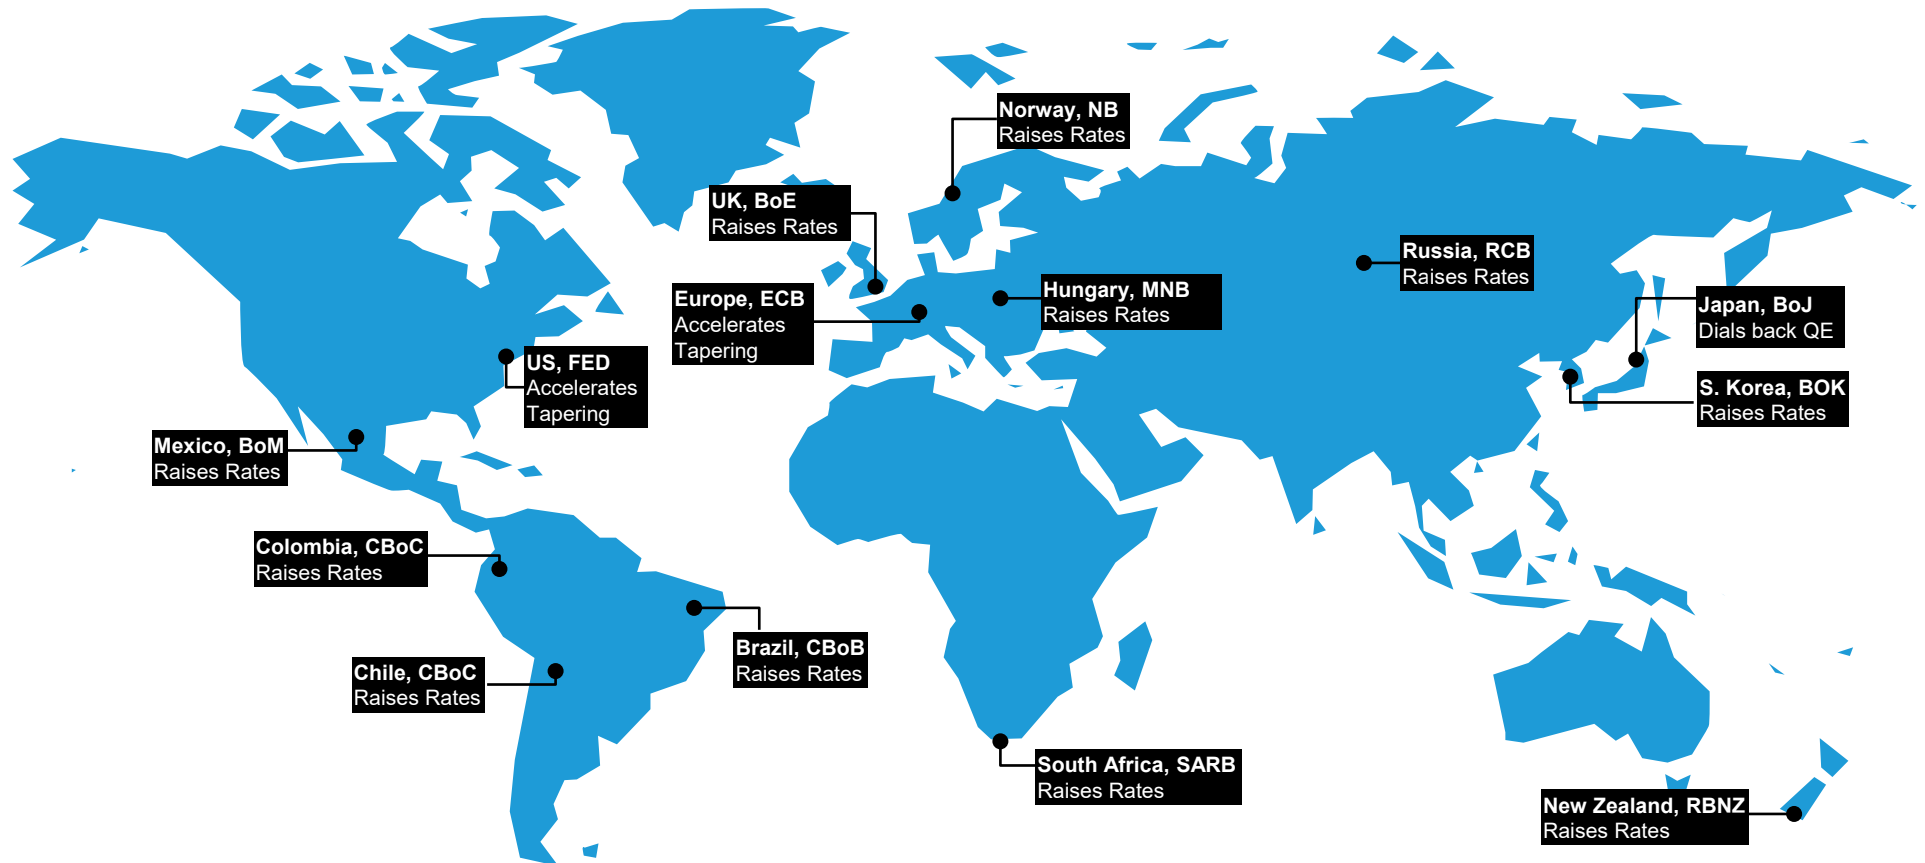 Norway, NB
Raises Rates
UK, BoE
Raises Rates
Russia, RCB
Raises Rates
Europe, ECB
Accelerates
Tapering
Hungary, MNB
Raises Rates
Japan, BoJ
Dials back QE
US, FED
Accelerates
Tapering
S. Korea, BOK
Raises Rates
Mexico, BoM
Raises Rates
Colombia, CBoC
Raises Rates
Brazil, CBoB
Raises Rates
Chile, CBoC
Raises Rates
South Africa, SARB
Raises Rates
New Zealand, RBNZ
Raises Rates